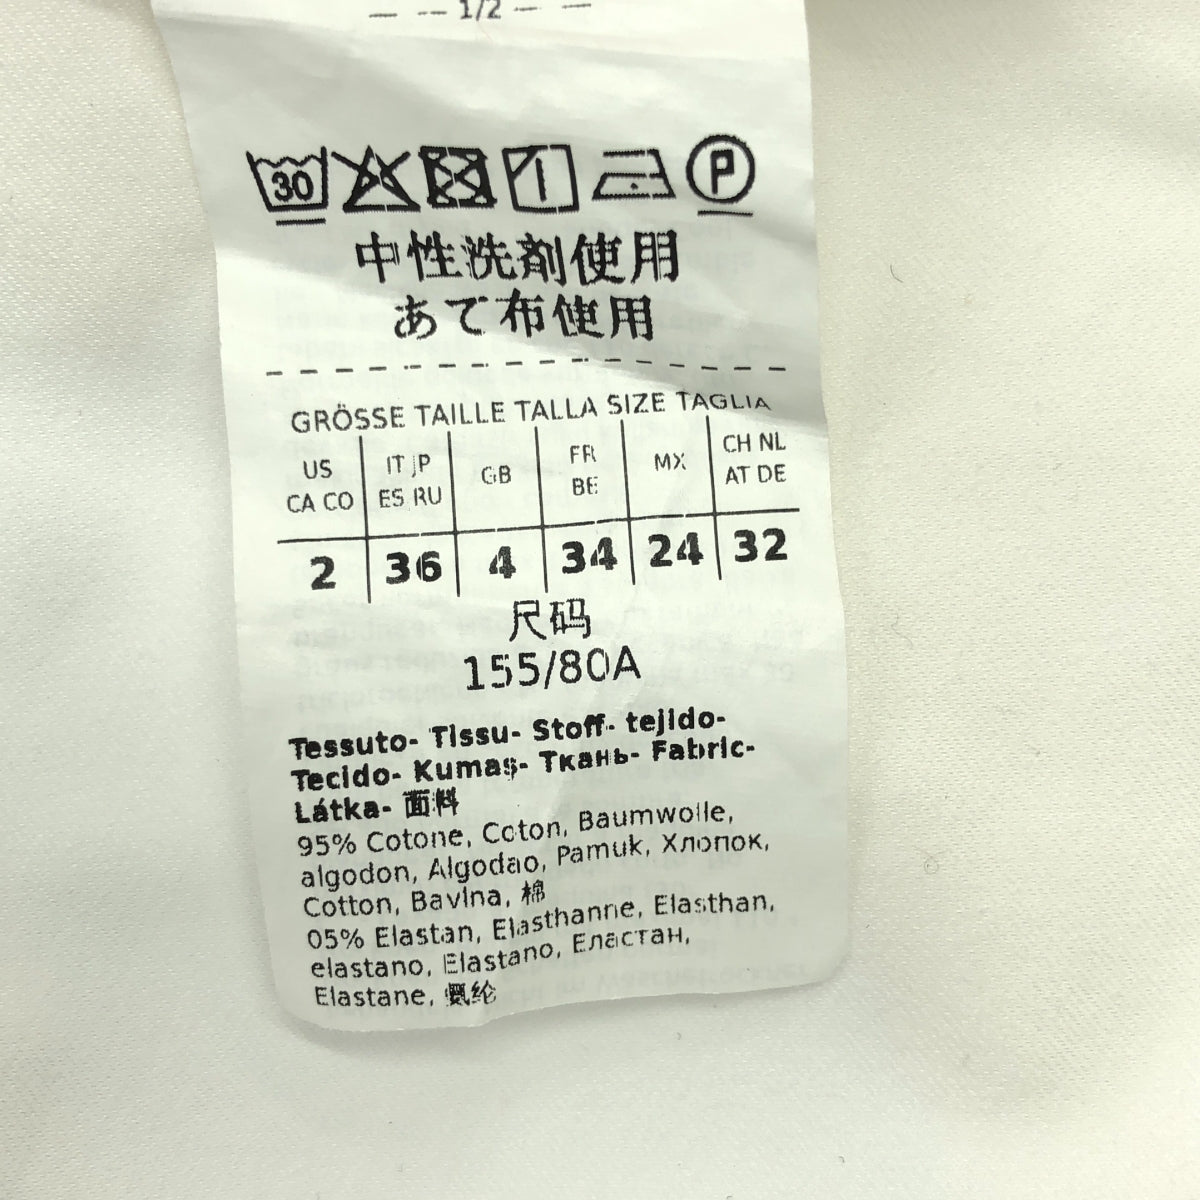 1/2
30
P
中性洗剤使用
あて布使用
GRÖSSE TAILLE TALLA SIZE TAGLIA
US CA CO
IT JP ES RU
GB
FR BE
MX
CH NL AT DE
2 36 4 34 24 32
尺码
155/80A
Tessuto- Tissu- Stoff- tejido-
Tecido- Kumaş- Ткань- Fabric-
Látka- 面料
95% Cotone, Coton, Baumwolle,
algodon, Algodao, Pamuk, Хлопок,
Cotton, Bavlna, 棉
05% Elastan, Elasthanne, Elasthan,
elastano, Elastano, Еластан,
Elastane, 氨纶